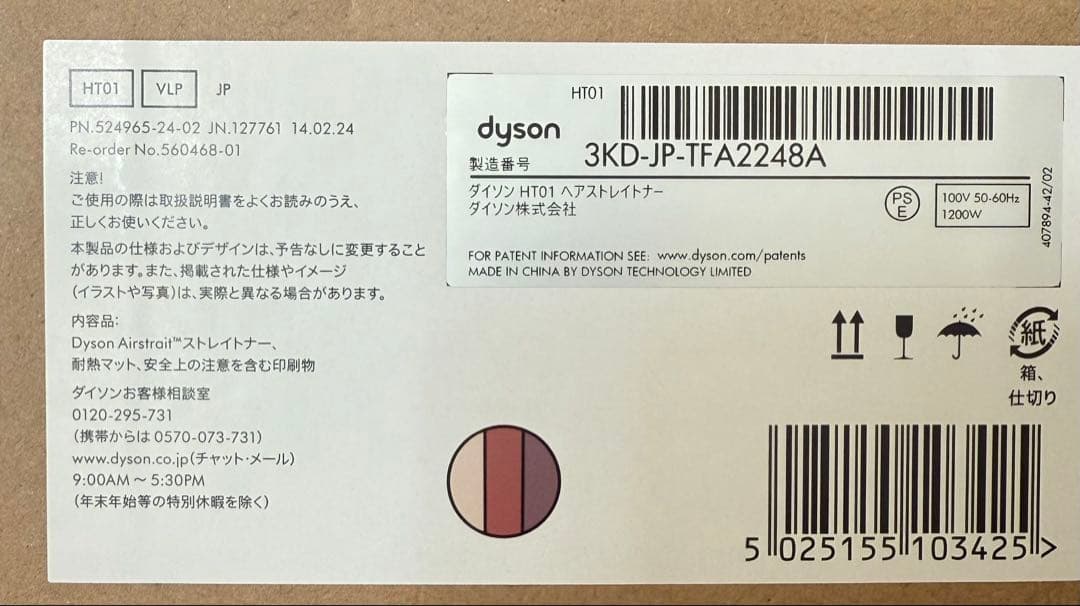 HT01 VLP JP
PN.524965-24-02 JN.127761 14.02.24
Re-order No.560468-01
注意!
ご使用の際は取扱説明書をよくお読みのうえ、
正しくお使いください。
本製品の仕様およびデザインは、予告なしに変更すること
があります。また、掲載された仕様やイメージ
(イラストや写真)は、実際と異なる場合があります。
内容品:
Dyson Airstrait™ストレイトナー、
耐熱マット、安全上の注意を含む印刷物
ダイソンお客様相談室
0120-295-731
(携帯からは 0570-073-731)
www.dyson.co.jp(チャット・メール)
9:00AM ~ 5:30PM
(年末年始等の特別休暇を除く)
HT01
dyson
製造番号 3KD-JP-TFA2248A
ダイソン HT01 ヘアストレイトナー
ダイソン株式会社
PS
E
100V 50-60Hz
1200W
407894-42/02
FOR PATENT INFORMATION SEE: www.dyson.com/patents
MADE IN CHINA BY DYSON TECHNOLOGY LIMITED
紙
箱、
仕切り
5 025155 103425 >